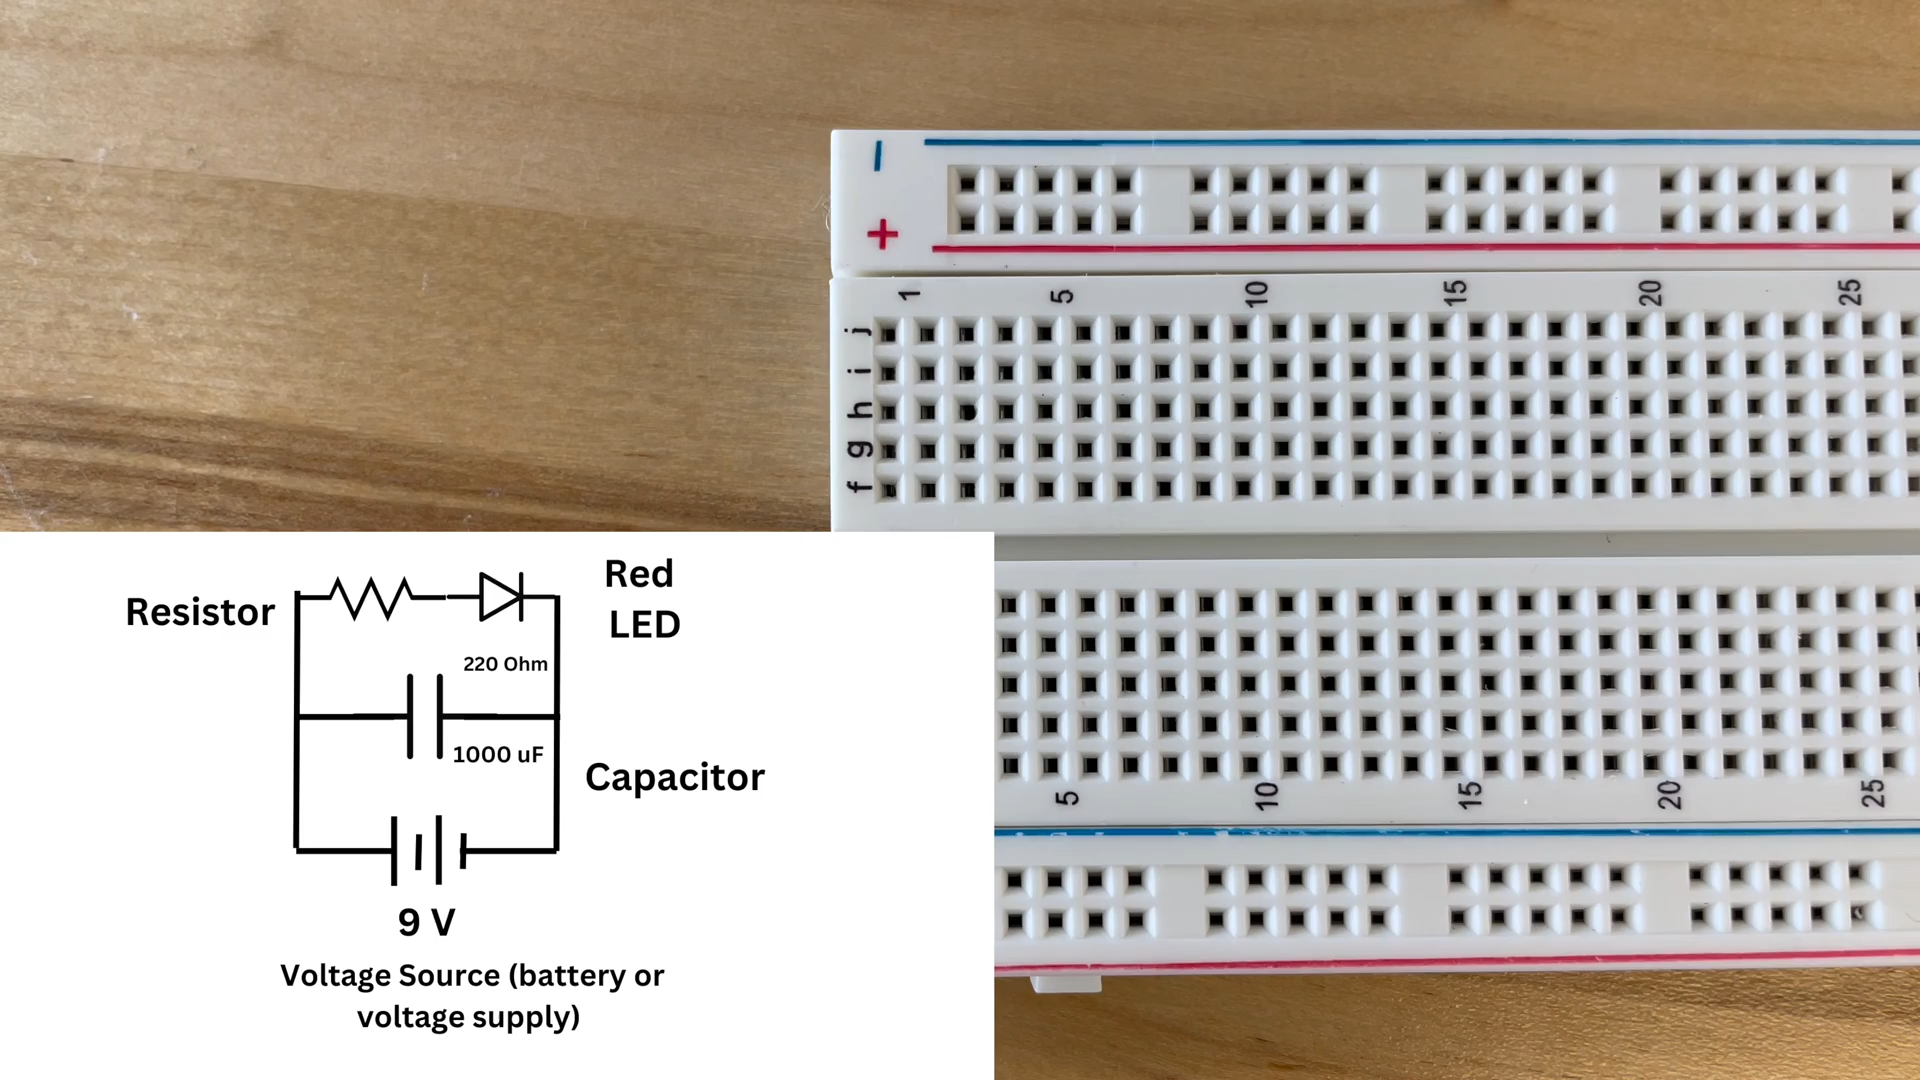 −
+
1 5 10 15 20 25
j
i
h
g
f
Resistor
Red
LED
220 Ohm
1000 uF
Capacitor
9 V
Voltage Source (battery or
voltage supply)
5 10 15 20 25